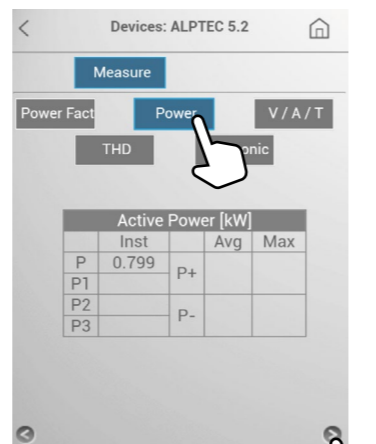 Devices: ALPTEC 5.2
Measure
Power Fact Power V / A / T
THD onic
Active Power [kW]
Inst Avg Max
P 0.799 P+
P1
P2 P-
P3